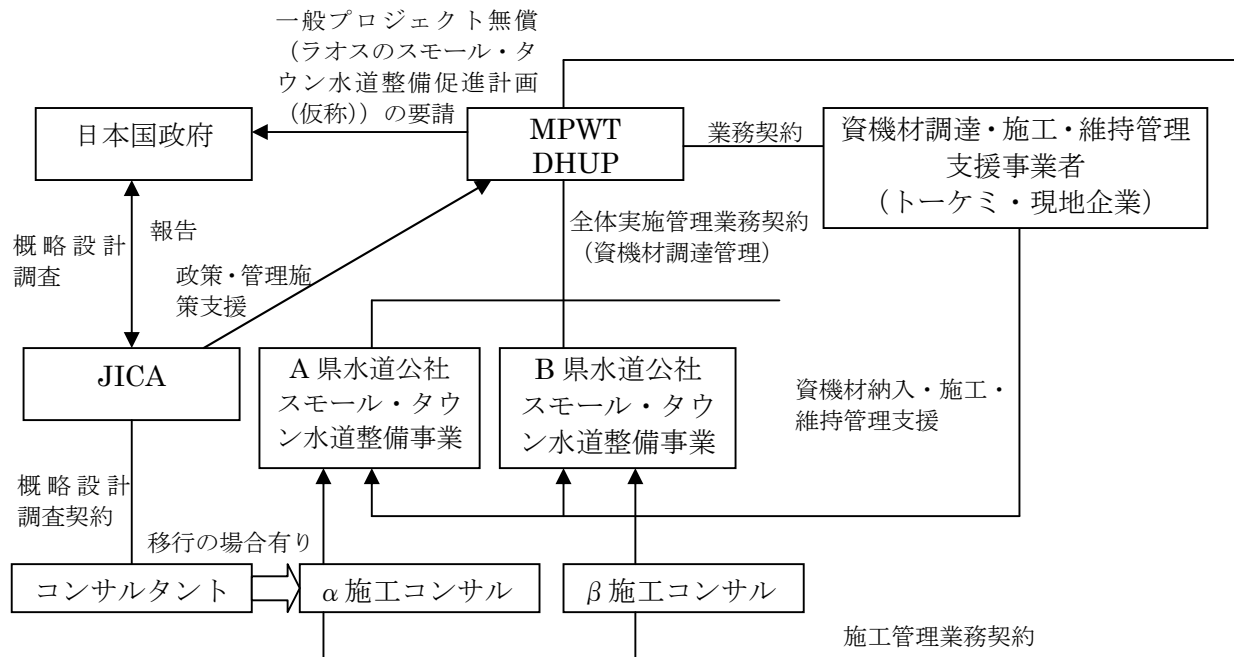 一般プロジェクト無償
（ラオスのスモール・タ
ウン水道整備促進計画
（仮称））の要請
日本国政府
MPWT
DHUP
業務契約
資機材調達・施工・維持管理
支援事業者
（トーケミ・現地企業）
概略設計
調査
報告
政策・管理施
策支援
全体実施管理業務契約
（資機材調達管理）
JICA
A 県水道公社
スモール・タウ
ン水道整備事業
B 県水道公社
スモール・タウ
ン水道整備事業
資機材納入・施工・
維持管理支援
概略設計
調査契約
移行の場合有り
コンサルタント
α施工コンサル
β施工コンサル
施工管理業務契約